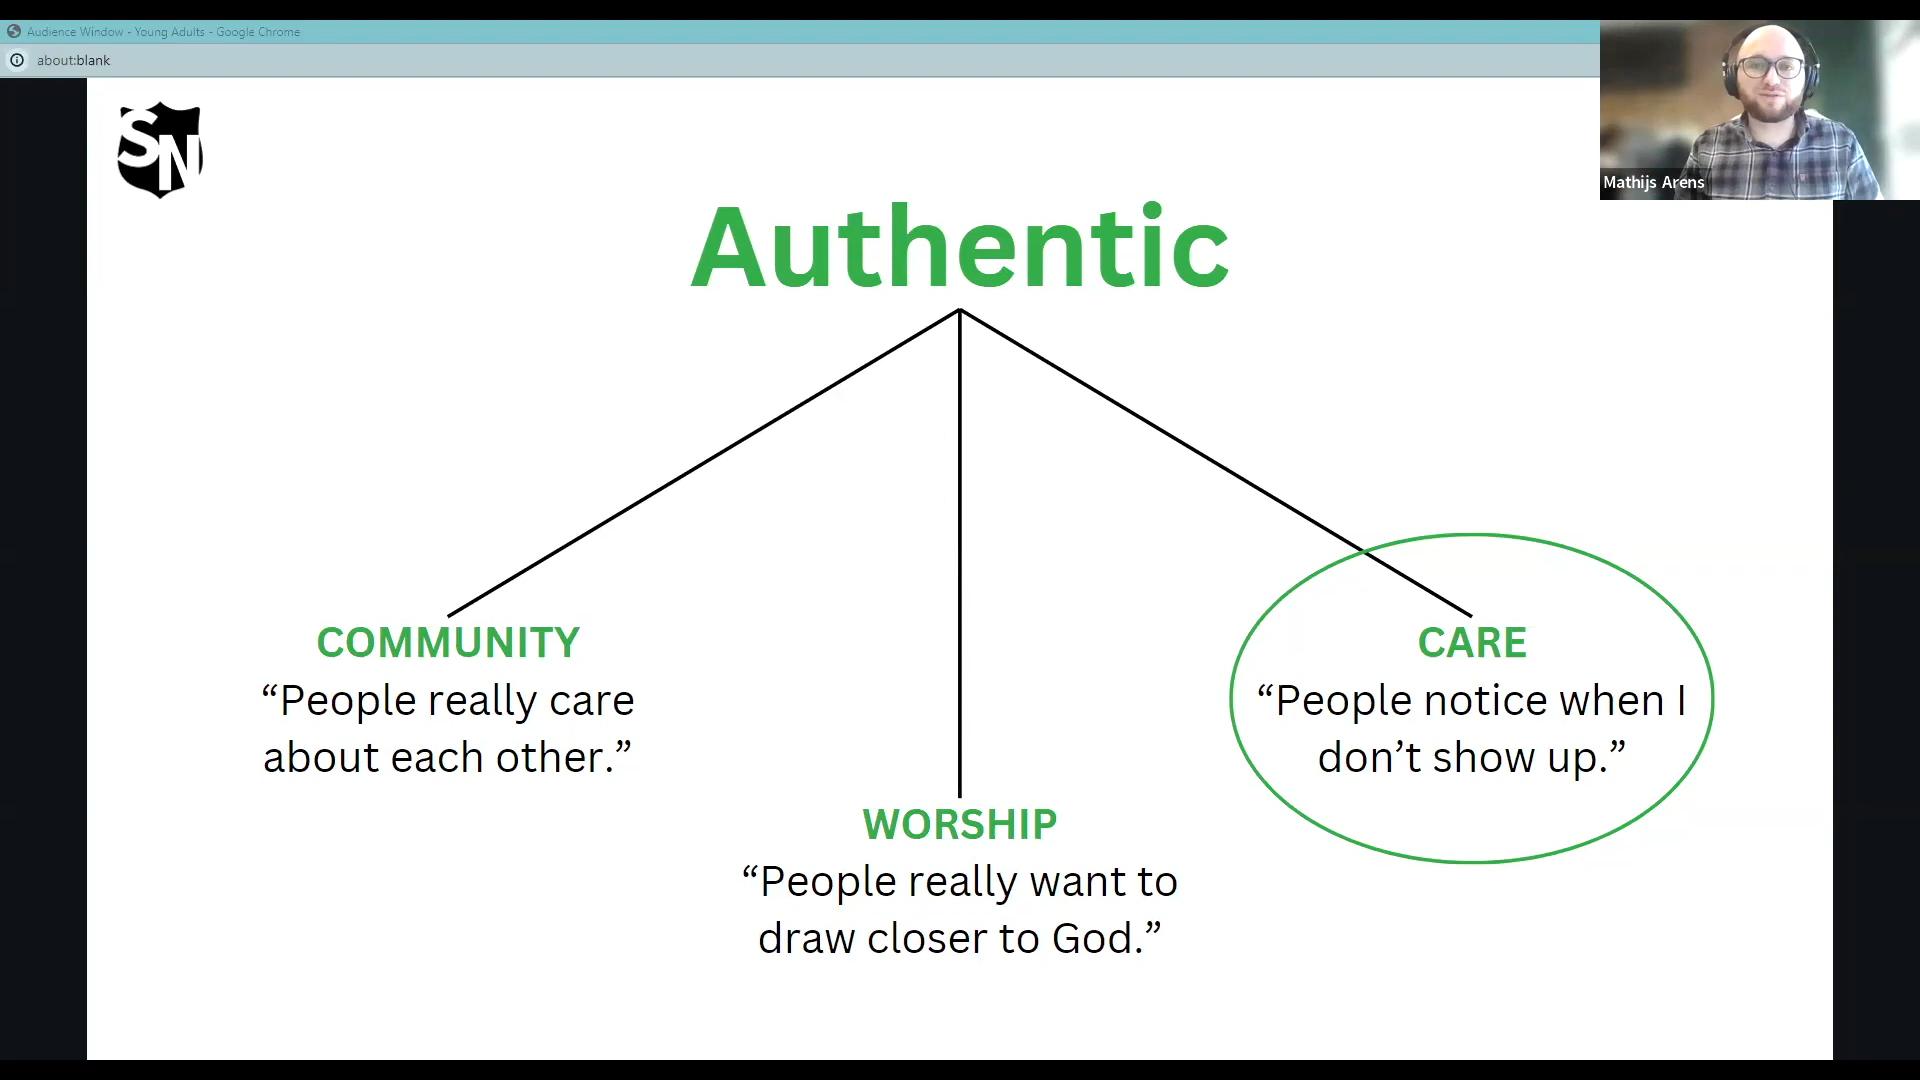 Audience Window - Young Adults - Google Chrome
about:blank
Mathijs Arens
SN
Authentic
COMMUNITY
“People really care
about each other.”
CARE
“People notice when I
don’t show up.”
WORSHIP
“People really want to
draw closer to God.”